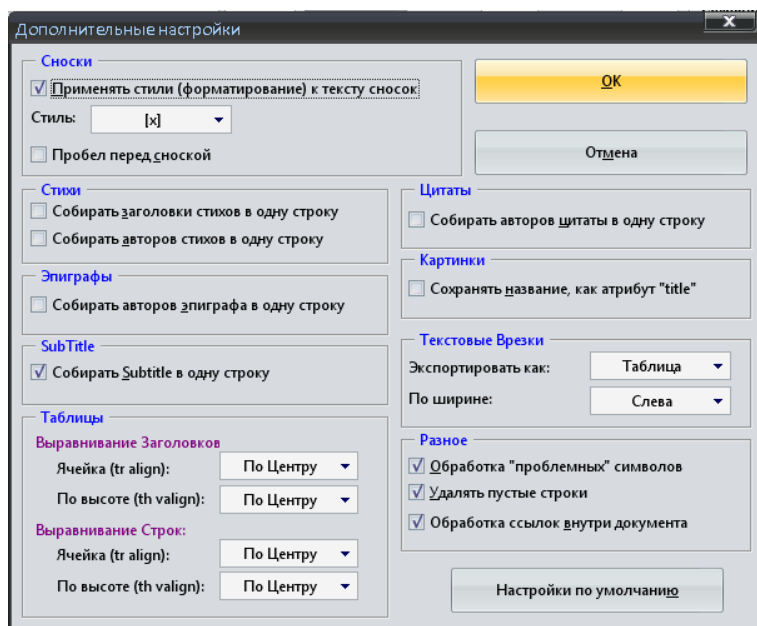 Дополнительные настройки
x
Сноски
Применять стили (форматирование) к тексту сносок
Стиль: [x]
Пробел перед сноской
OK
Отмена
Стихи
Собирать заголовки стихов в одну строку
Собирать авторов стихов в одну строку
Цитаты
Собирать авторов цитаты в одну строку
Эпиграфы
Собирать авторов эпиграфа в одну строку
Картинки
Сохранять название, как атрибут "title"
SubTitle
Собирать Subtitle в одну строку
Текстовые Врезки
Экспортировать как: Таблица
По ширине: Слева
Таблицы
Выравнивание Заголовков
Ячейка (tr align): По Центру
По высоте (th valign): По Центру
Выравнивание Строк:
Ячейка (tr align): По Центру
По высоте (th valign): По Центру
Разное
Обработка "проблемных" символов
Удалять пустые строки
Обработка ссылок внутри документа
Настройки по умолчанию